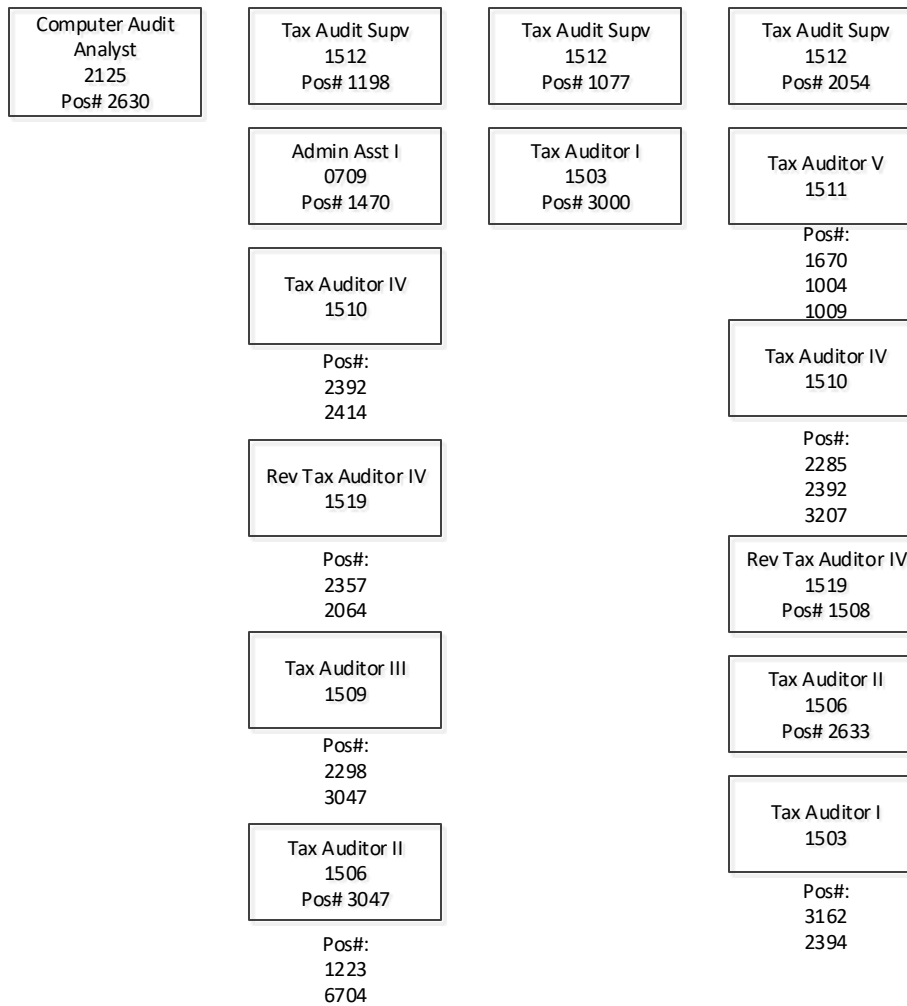 Computer Audit
Analyst
2125
Pos# 2630
Tax Audit Supv
1512
Pos# 1198
Admin Asst I
0709
Pos# 1470
Tax Auditor IV
1510
Pos#:
2392
2414
Rev Tax Auditor IV
1519
Pos#:
2357
2064
Tax Auditor III
1509
Pos#:
2298
3047
Tax Auditor II
1506
Pos# 3047
Pos#:
1223
6704
Tax Audit Supv
1512
Pos# 1077
Tax Auditor I
1503
Pos# 3000
Tax Audit Supv
1512
Pos# 2054
Tax Auditor V
1511
Pos#:
1670
1004
1009
Tax Auditor IV
1510
Pos#:
2285
2392
3207
Rev Tax Auditor IV
1519
Pos# 1508
Tax Auditor II
1506
Pos# 2633
Tax Auditor I
1503
Pos#:
3162
2394